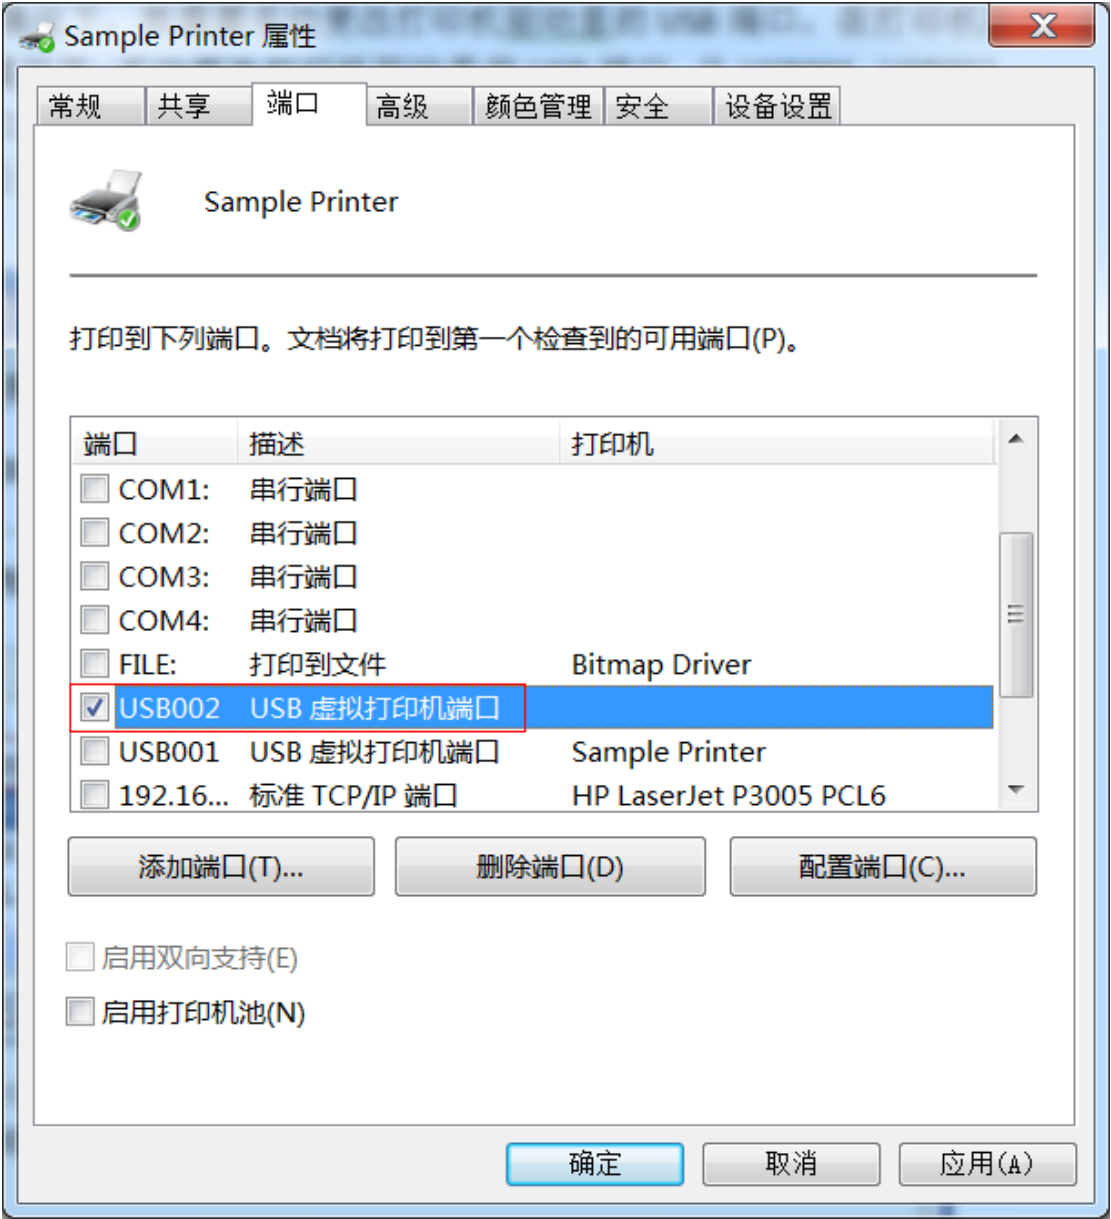 Sample Printer 属性
常规 共享 端口 高级 颜色管理 安全 设备设置
Sample Printer
打印到下列端口。文档将打印到第一个检查到的可用端口(P)。
端口 描述 打印机
COM1: 串行端口
COM2: 串行端口
COM3: 串行端口
COM4: 串行端口
FILE: 打印到文件 Bitmap Driver
USB002 USB 虚拟打印机端口
USB001 USB 虚拟打印机端口 Sample Printer
192.16... 标准 TCP/IP 端口 HP LaserJet P3005 PCL6
添加端口(T)... 删除端口(D) 配置端口(C)...
启用双向支持(E)
启用打印机池(N)
确定 取消 应用(A)